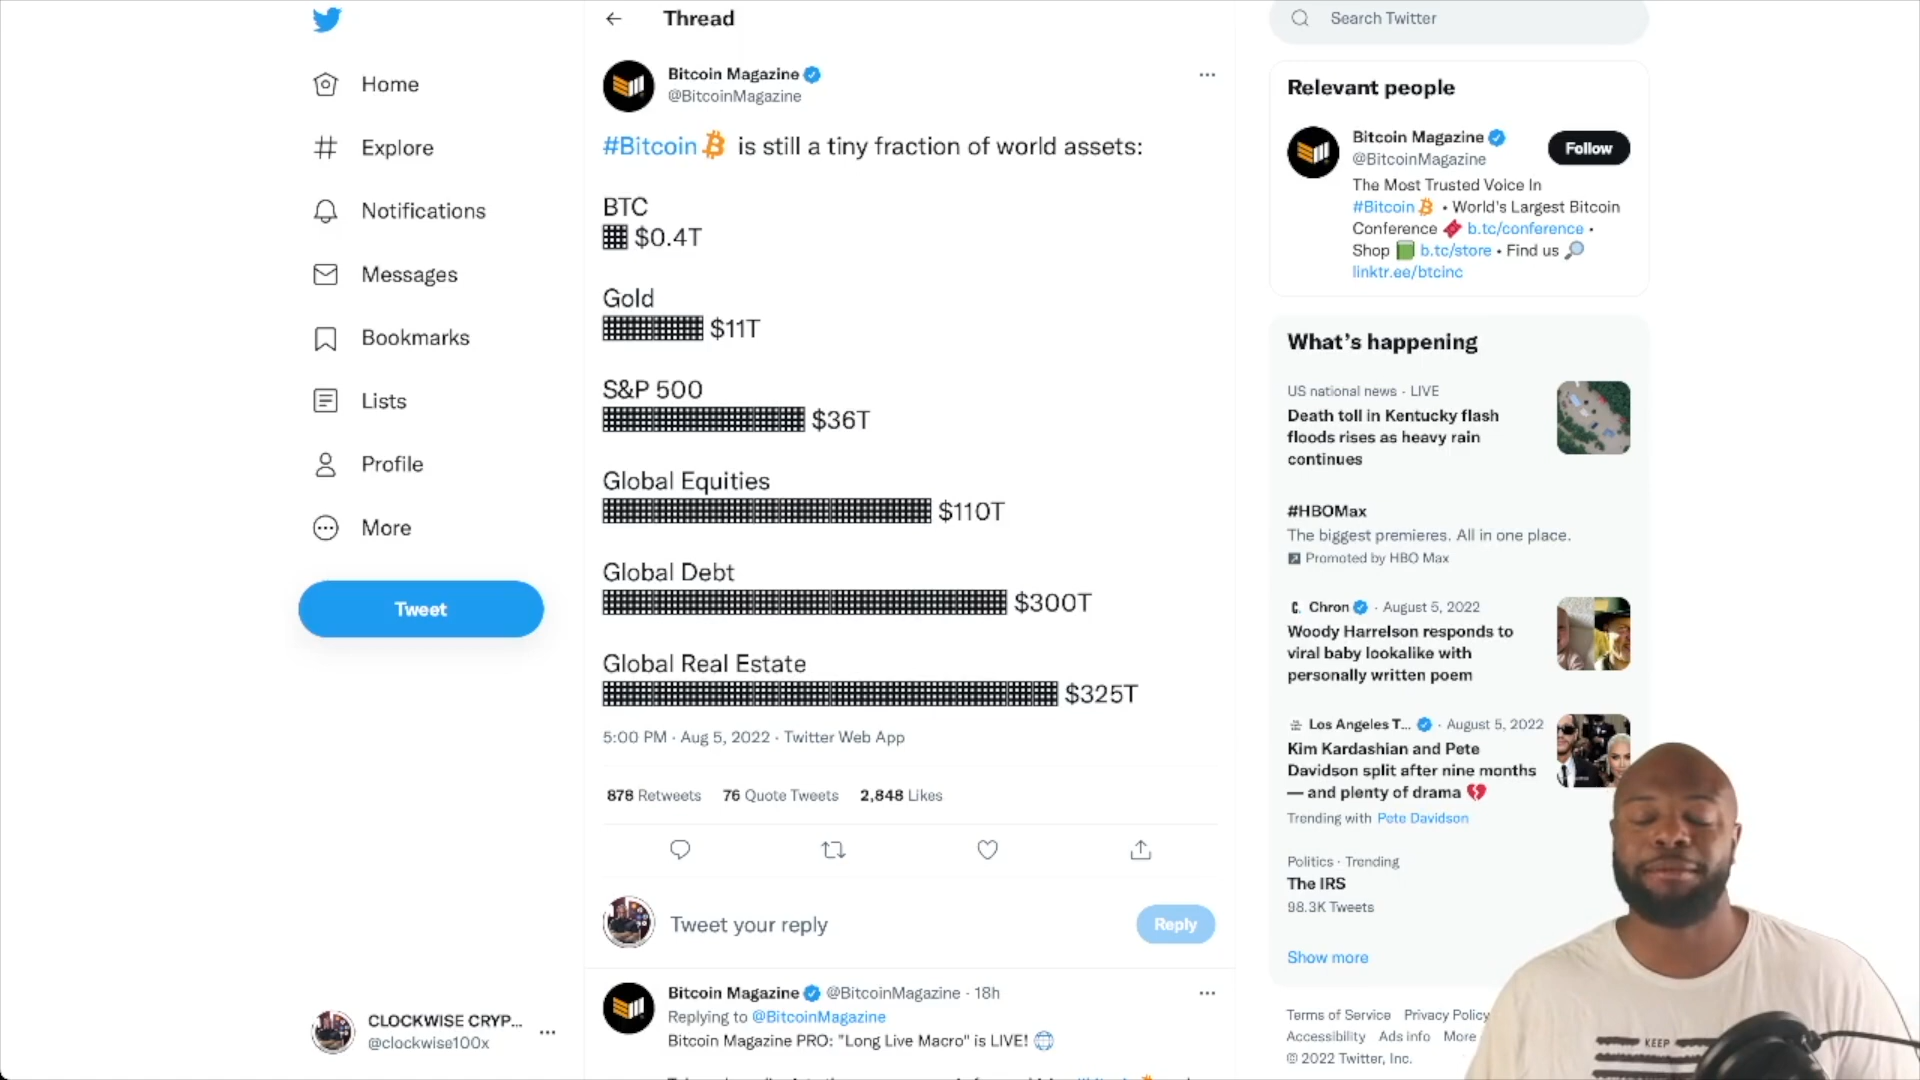 Home
Explore
Notifications
Messages
Bookmarks
Lists
Profile
More
Tweet
CLOCKWISE CRYP...
@clockwise100x
Thread
Bitcoin Magazine
@BitcoinMagazine
#Bitcoin is still a tiny fraction of world assets:
BTC
$0.4T
Gold
$11T
S&P 500
$36T
Global Equities
$110T
Global Debt
$300T
Global Real Estate
$325T
5:00 PM · Aug 5, 2022 · Twitter Web App
878 Retweets 76 Quote Tweets 2,848 Likes
Tweet your reply
Reply
Bitcoin Magazine @BitcoinMagazine · 18h
Replying to @BitcoinMagazine
Bitcoin Magazine PRO: "Long Live Macro" is LIVE!
Search Twitter
Relevant people
Bitcoin Magazine
@BitcoinMagazine
Follow
The Most Trusted Voice In
#Bitcoin • World's Largest Bitcoin
Conference b.tc/conference •
Shop b.tc/store • Find us
linktr.ee/btcinc
What's happening
US national news · LIVE
Death toll in Kentucky flash
floods rises as heavy rain
continues
#HBOMax
The biggest premieres. All in one place.
Promoted by HBO Max
Chron · August 5, 2022
Woody Harrelson responds to
viral baby lookalike with
personally written poem
Los Angeles T... · August 5, 2022
Kim Kardashian and Pete
Davidson split after nine months
— and plenty of drama
Trending with Pete Davidson
Politics · Trending
The IRS
98.3K Tweets
Show more
Terms of Service Privacy Policy
Accessibility Ads info More
© 2022 Twitter, Inc.
KEEP